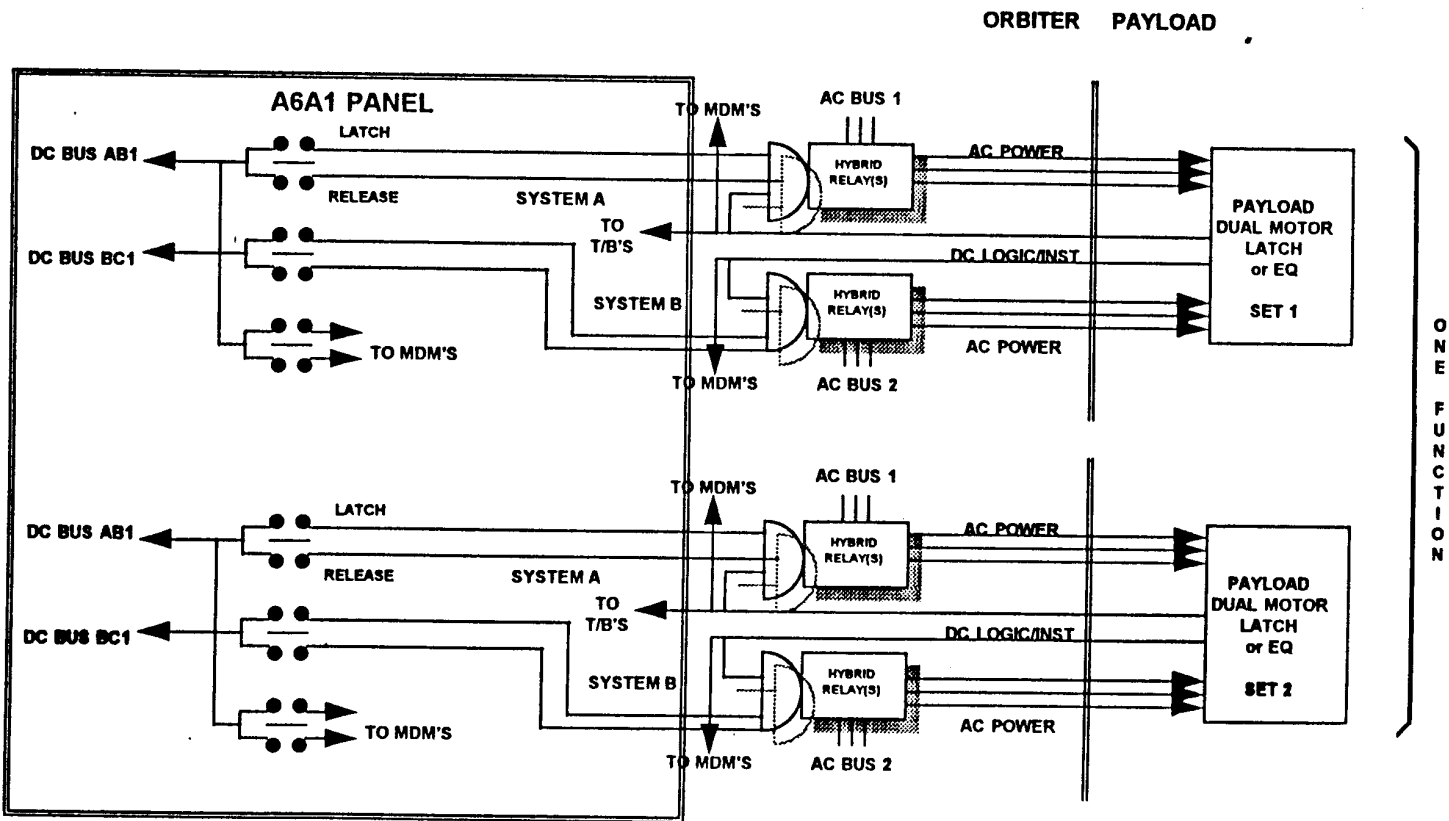 ORBITER PAYLOAD
A6A1 PANEL
LATCH
DC BUS AB1
RELEASE
SYSTEM A
TO
T/B'S
DC BUS BC1
SYSTEM B
TO MDM'S
TO MDM'S
AC BUS 1
HYBRID
RELAY(S)
AC POWER
DC LOGIC/INST
HYBRID
RELAY(S)
AC POWER
TO MDM'S
AC BUS 2
PAYLOAD
DUAL MOTOR
LATCH
or EQ
SET 1
ONE FUNCTION
LATCH
DC BUS AB1
RELEASE
SYSTEM A
TO
T/B'S
DC BUS BC1
SYSTEM B
TO MDM'S
TO MDM'S
AC BUS 1
HYBRID
RELAY(S)
AC POWER
DC LOGIC/INST
HYBRID
RELAY(S)
AC POWER
TO MDM'S
AC BUS 2
PAYLOAD
DUAL MOTOR
LATCH
or EQ
SET 2